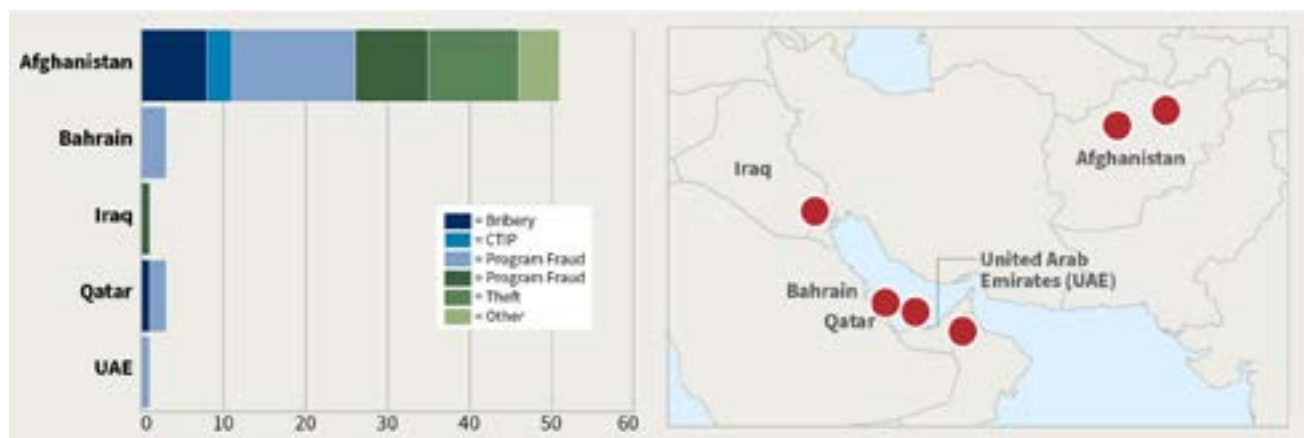 Afghanistan
Bahrain
Iraq
Qatar
UAE
0 10 20 30 40 50 60
= Bribery
= CTIP
= Program Fraud
= Program Fraud
= Theft
= Other
Iraq
Afghanistan
United Arab
Emirates (UAE)
Bahrain
Qatar